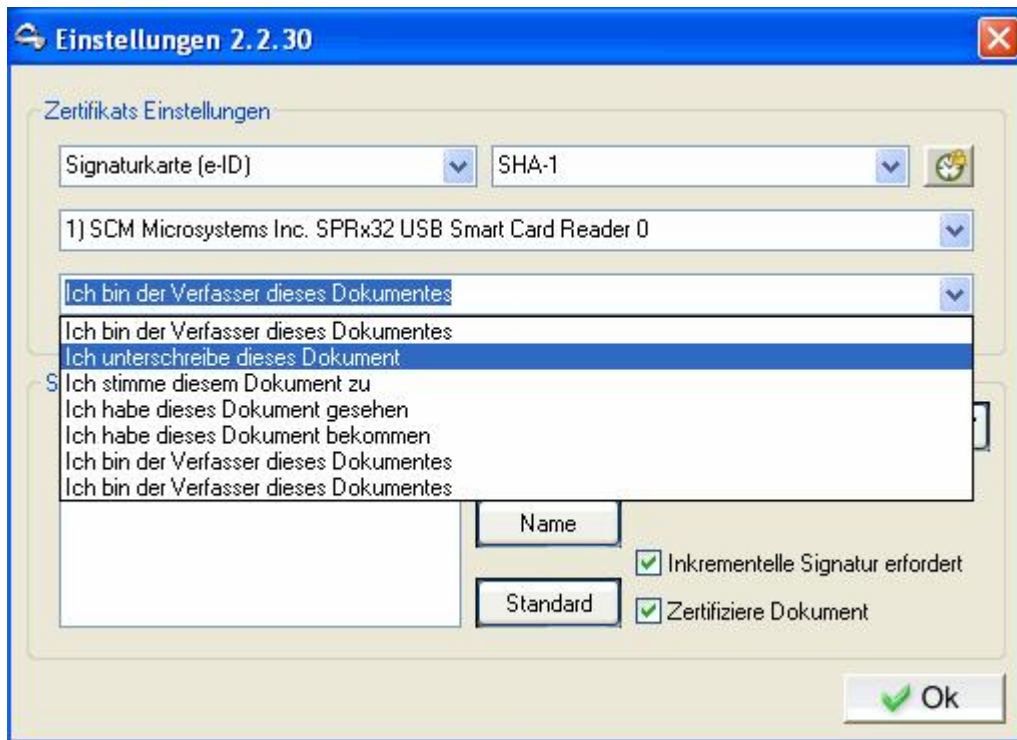 Einstellungen 2.2.30
Zertifikats Einstellungen
Signaturkarte (e-ID) SHA-1
1) SCM Microsystems Inc. SPRx32 USB Smart Card Reader 0
Ich bin der Verfasser dieses Dokumentes
Ich bin der Verfasser dieses Dokumentes
Ich unterschreibe dieses Dokument
Ich stimme diesem Dokument zu
Ich habe dieses Dokument gesehen
Ich habe dieses Dokument bekommen
Ich bin der Verfasser dieses Dokumentes
Ich bin der Verfasser dieses Dokumentes
Name
Inkrementelle Signatur erfordert
Standard
Zertifiziere Dokument
Ok